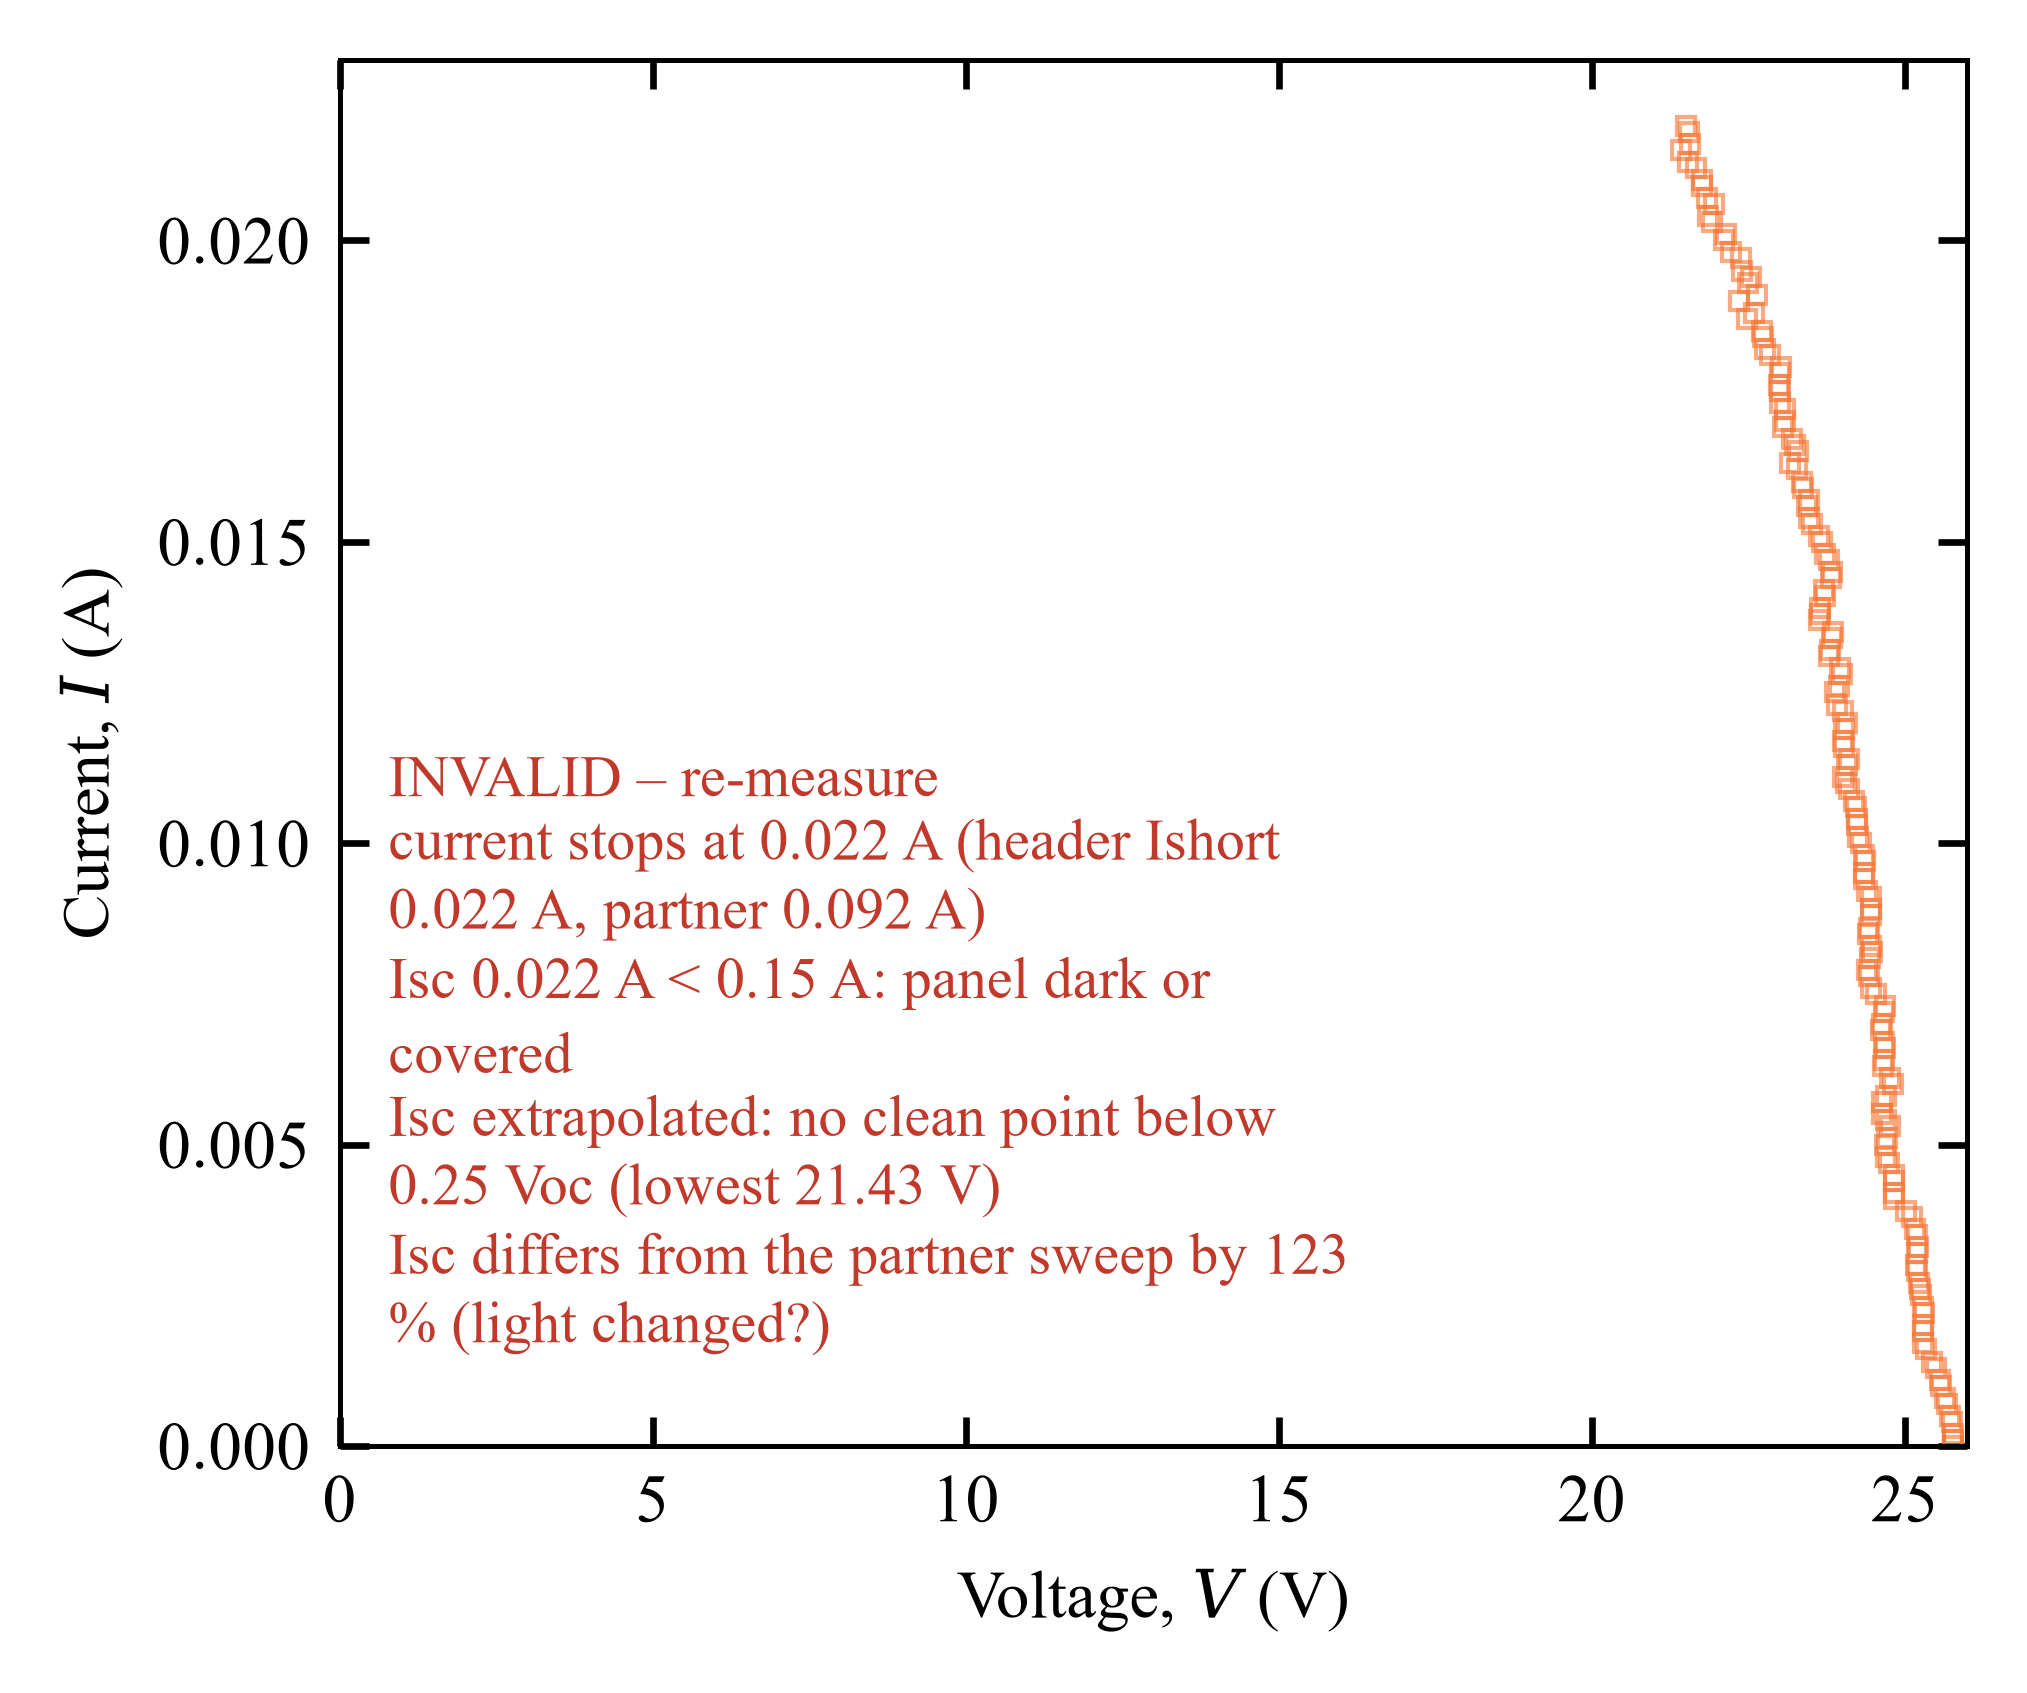 0.020
0.015
0.010
0.005
0.000
Current, I (A)
INVALID – re-measure
current stops at 0.022 A (header Ishort
0.022 A, partner 0.092 A)
Isc 0.022 A < 0.15 A: panel dark or
covered
Isc extrapolated: no clean point below
0.25 Voc (lowest 21.43 V)
Isc differs from the partner sweep by 123
% (light changed?)
0 5 10 15 20 25
Voltage, V (V)